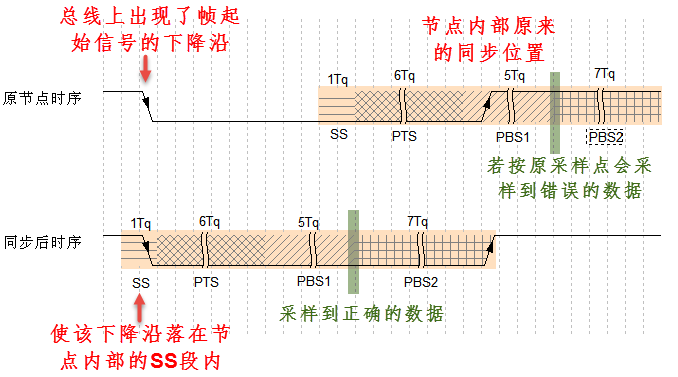 总线上出现了帧起
始信号的下降沿
节点内部原来
的同步位置
1Tq
6Tq
5Tq
7Tq
原节点时序
SS
PTS
PBS1
PBS2
若按原采样点会采
样到错误的数据
1Tq
6Tq
5Tq
7Tq
同步后时序
SS
PTS
PBS1
PBS2
采样到正确的数据
使该下降沿落在节
点内部的SS段内